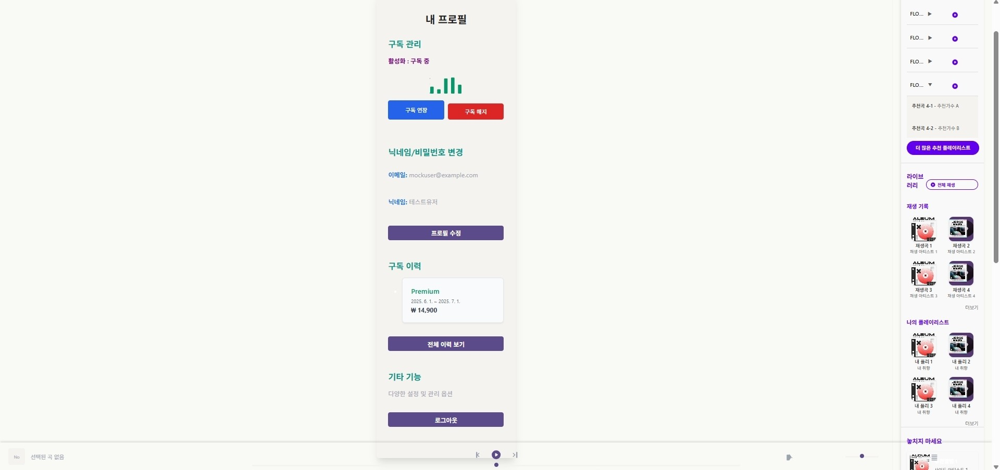 내 프로필
구독 관리
활성화 : 구독 중
구독 연장
구독 해지
닉네임/비밀번호 변경
이메일: mockuser@example.com
닉네임: 테스트유저
프로필 수정
구독 이력
Premium
2025. 6. 1. ~ 2025. 7. 1.
₩ 14,900
전체 이력 보기
기타 기능
다양한 설정 및 관리 옵션
로그아웃
No
선택된 곡 없음
FLO...
FLO...
FLO...
FLO...
추천곡 4-1 - 추천가수 A
추천곡 4-2 - 추천가수 B
더 많은 추천 플레이리스트
라이브
러리
전체 재생
재생 기록
ALBUM
재생곡 1
재생 아티스트 1
재생곡 2
재생 아티스트 2
ALBUM
재생곡 3
재생 아티스트 3
재생곡 4
재생 아티스트 4
더보기
나의 플레이리스트
ALBUM
내 플리 1
내 취향
내 플리 2
내 취향
ALBUM
내 플리 3
내 취향
내 플리 4
내 취향
더보기
놓치지 마세요